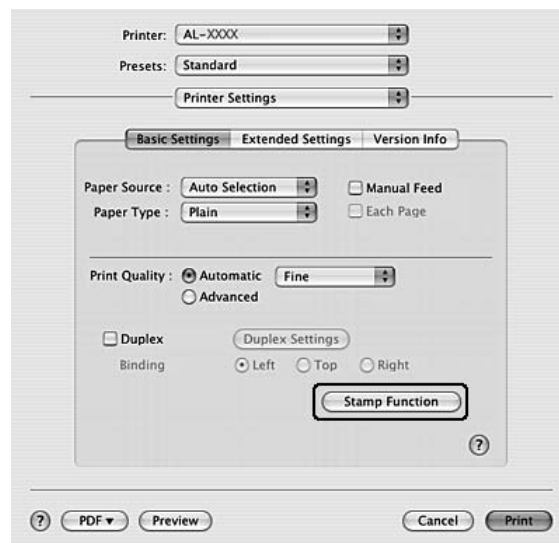 Printer: AL-XXXX
Presets: Standard
Printer Settings
Basic Settings Extended Settings Version Info
Paper Source : Auto Selection Manual Feed
Paper Type : Plain Each Page
Print Quality : Automatic Fine
Advanced
Duplex Duplex Settings
Binding Left Top Right
Stamp Function
?
? PDF▼ Preview Cancel Print